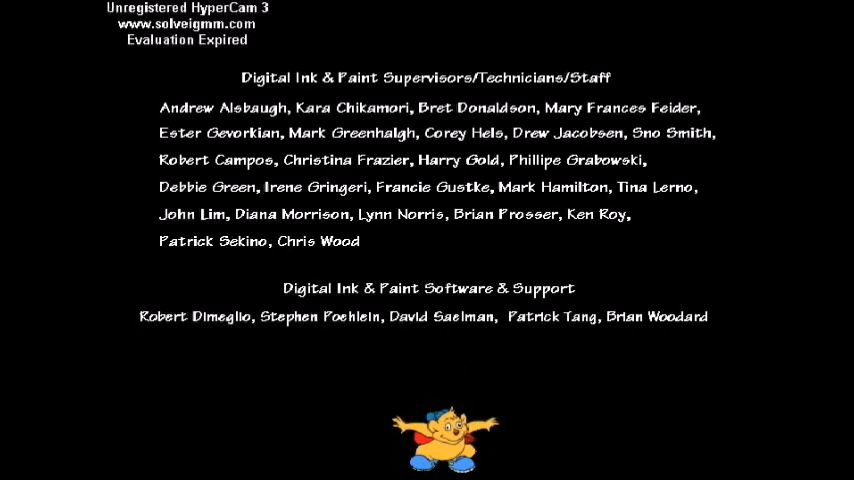 Unregistered HyperCam 3
www.solveigmm.com
Evaluation Expired
Digital Ink & Paint Supervisors/Technicians/Staff
Andrew Alsbaugh, Kara Chikamori, Bret Donaldson, Mary Frances Feider,
Ester Gevorkian, Mark Greenhalgh, Corey Hels, Drew Jacobsen, Sno Smith,
Robert Campos, Christina Frazier, Harry Gold, Phillipe Grabowski,
Debbie Green, Irene Gringeri, Francie Gustke, Mark Hamilton, Tina Lerno,
John Lim, Diana Morrison, Lynn Norris, Brian Prosser, Ken Roy,
Patrick Sekino, Chris Wood
Digital Ink & Paint Software & Support
Robert Dimeglio, Stephen Poehlein, David Saelman, Patrick Tang, Brian Woodard